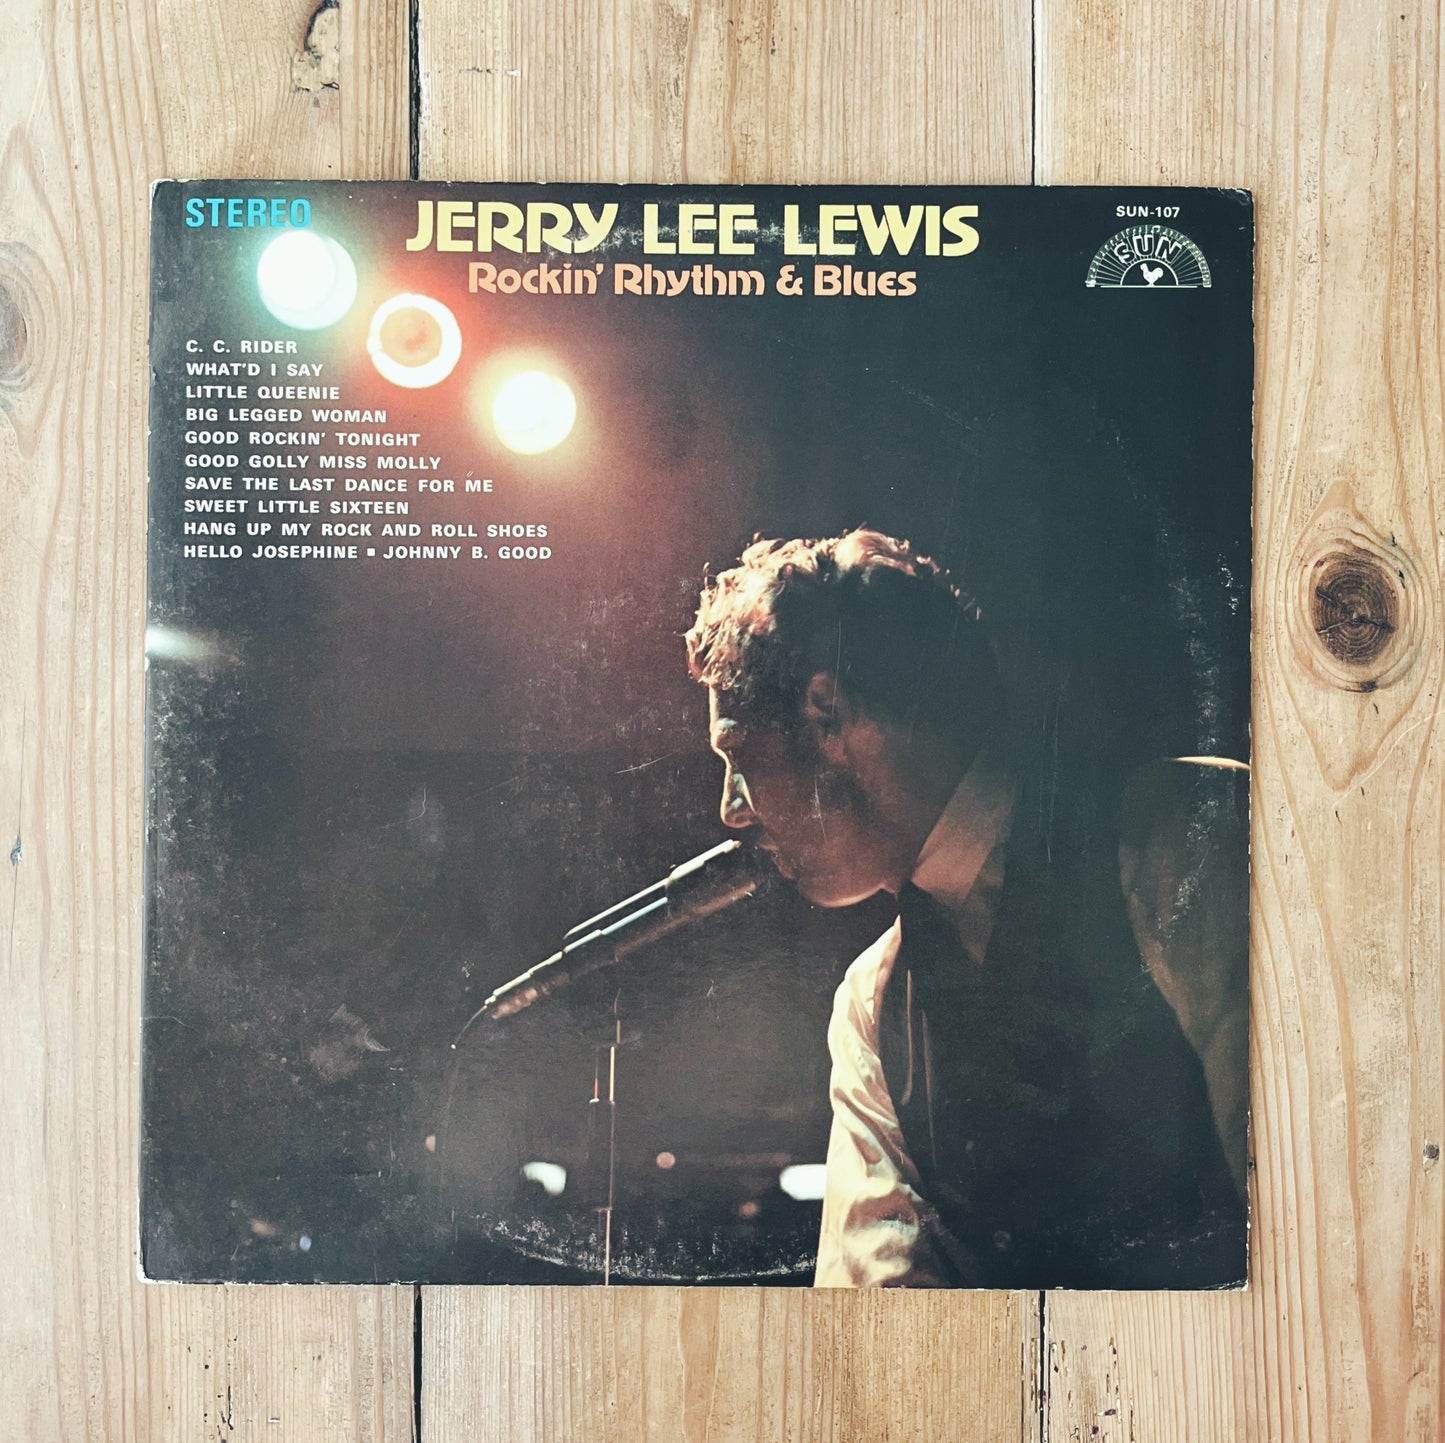 STEREO
JERRY LEE LEWIS
Rockin' Rhythm & Blues
SUN-107
SUN
C. C. RIDER
WHAT'D I SAY
LITTLE QUEENIE
BIG LEGGED WOMAN
GOOD ROCKIN' TONIGHT
GOOD GOLLY MISS MOLLY
SAVE THE LAST DANCE FOR ME
SWEET LITTLE SIXTEEN
HANG UP MY ROCK AND ROLL SHOES
HELLO JOSEPHINE ▪ JOHNNY B. GOOD